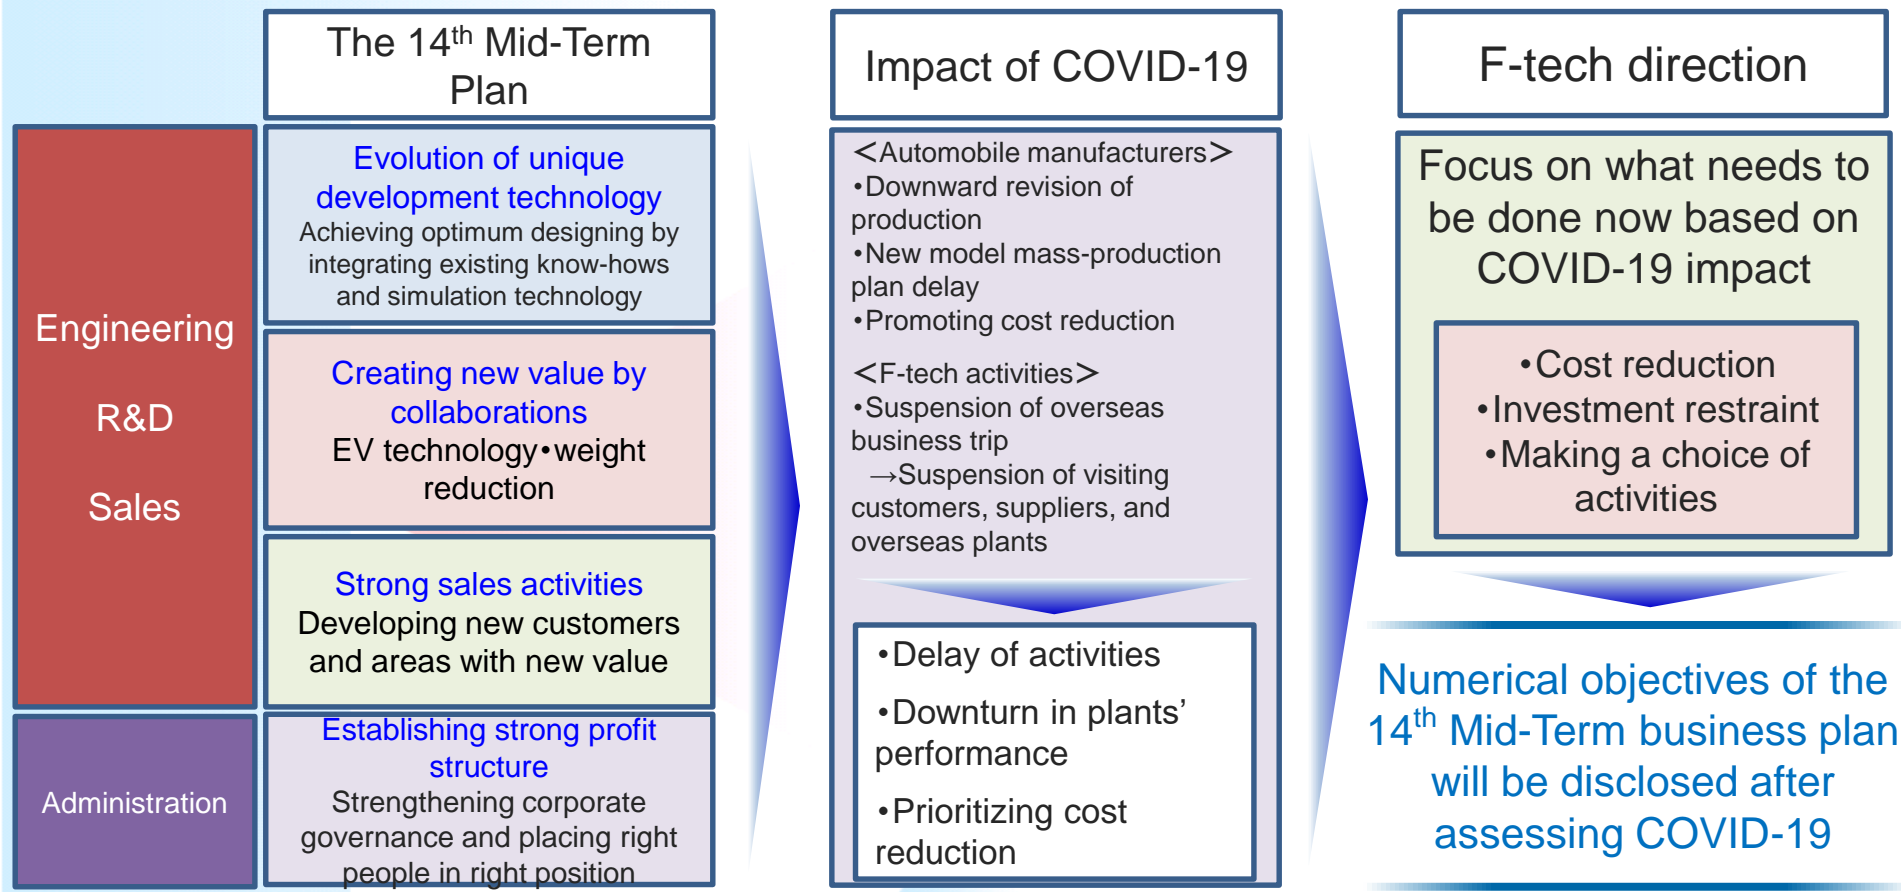 The 14th Mid-Term
Plan
Engineering
R&D
Sales
Administration
Evolution of unique
development technology
Achieving optimum designing by
integrating existing know-hows
and simulation technology
Creating new value by
collaborations
EV technology・weight
reduction
Strong sales activities
Developing new customers
and areas with new value
Establishing strong profit
structure
Strengthening corporate
governance and placing right
people in right position
Impact of COVID-19
＜Automobile manufacturers＞
・Downward revision of
production
・New model mass-production
plan delay
・Promoting cost reduction
＜F-tech activities＞
・Suspension of overseas
business trip
→Suspension of visiting
customers, suppliers, and
overseas plants
・Delay of activities
・Downturn in plants’
performance
・Prioritizing cost
reduction
F-tech direction
Focus on what needs to
be done now based on
COVID-19 impact
・Cost reduction
・Investment restraint
・Making a choice of
activities
Numerical objectives of the
14th Mid-Term business plan
will be disclosed after
assessing COVID-19